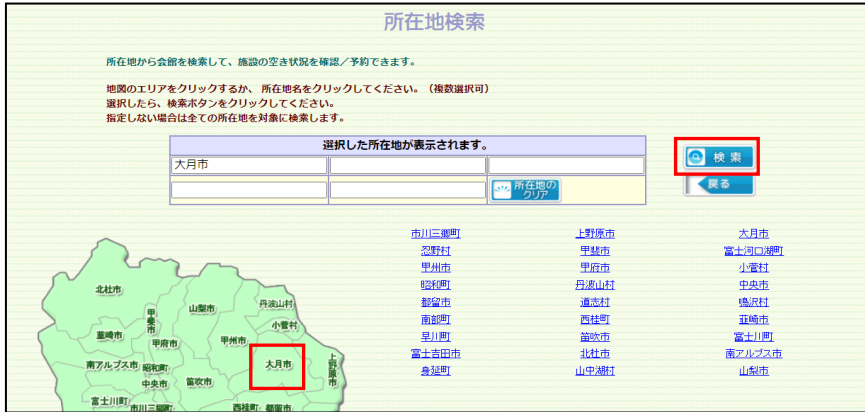 所在地検索
所在地から会館を検索して、施設の空き状況を確認／予約できます。
地図のエリアをクリックするか、所在地名をクリックしてください。（複数選択可）
選択したら、検索ボタンをクリックしてください。
指定しない場合は全ての所在地を対象に検索します。
選択した所在地が表示されます。
大月市
検索
所在地の
クリア
戻る
市川三郷町 上野原市 大月市
忍野村 甲斐市 富士河口湖町
甲州市 甲府市 小菅村
昭和町 丹波山村 中央市
都留市 道志村 鳴沢村
南部町 西桂町 韮崎市
早川町 笛吹市 富士川町
富士吉田市 北杜市 南アルプス市
身延町 山中湖村 山梨市
北杜市
甲斐市
山梨市
丹波山村
小菅村
韮崎市
甲府市
甲州市
大月市
上野原市
南アルプス市
昭和町
中央市
笛吹市
富士川町
市川三郷町
西桂町
都留市